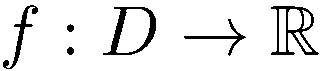 f : D → ℝ